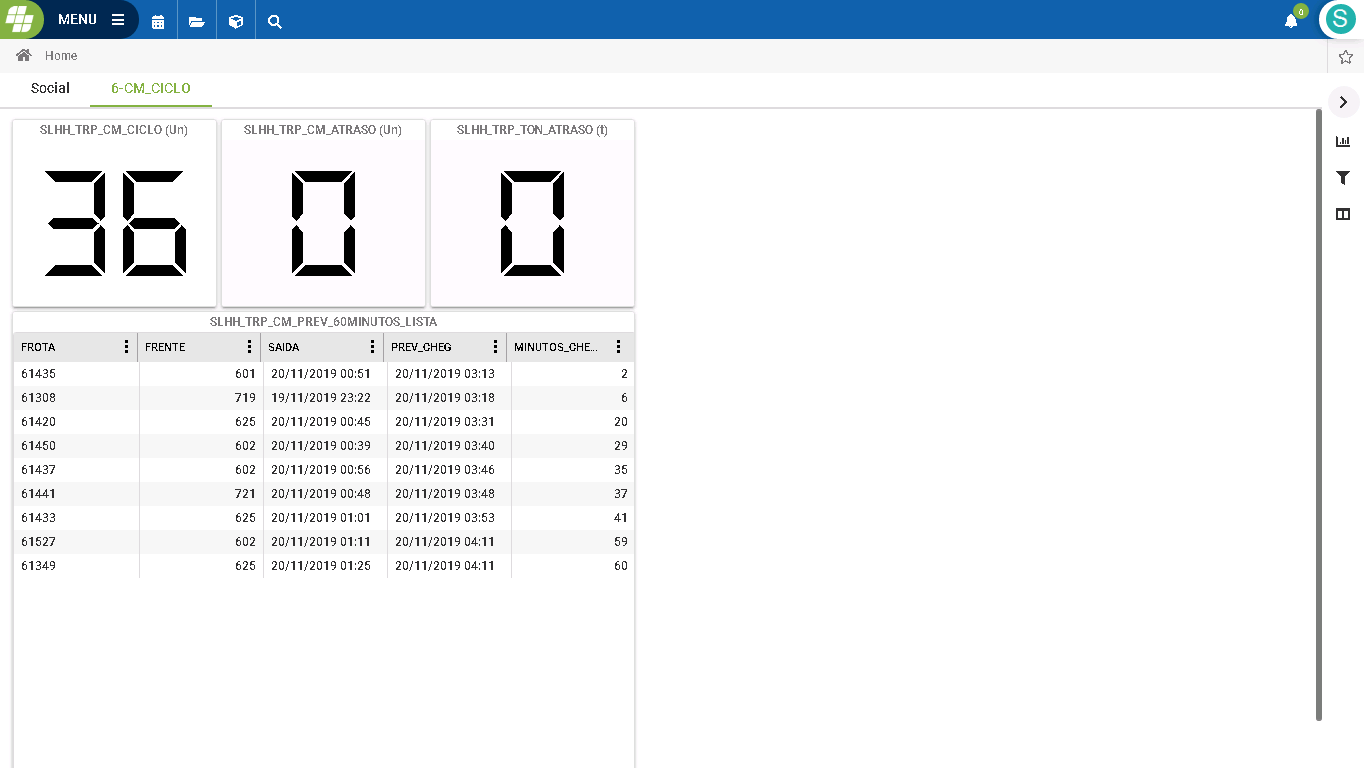 MENU
0
S
Home
Social 6-CM_CICLO
SLHH_TRP_CM_CICLO (Un) SLHH_TRP_CM_ATRASO (Un) SLHH_TRP_TON_ATRASO (t)
36 0 0
SLHH_TRP_CM_PREV_60MINUTOS_LISTA
FROTA FRENTE SAIDA PREV_CHEG MINUTOS_CHE...
61435 601 20/11/2019 00:51 20/11/2019 03:13 2
61308 719 19/11/2019 23:22 20/11/2019 03:18 6
61420 625 20/11/2019 00:45 20/11/2019 03:31 20
61450 602 20/11/2019 00:39 20/11/2019 03:40 29
61437 602 20/11/2019 00:56 20/11/2019 03:46 35
61441 721 20/11/2019 00:48 20/11/2019 03:48 37
61433 625 20/11/2019 01:01 20/11/2019 03:53 41
61527 602 20/11/2019 01:11 20/11/2019 04:11 59
61349 625 20/11/2019 01:25 20/11/2019 04:11 60